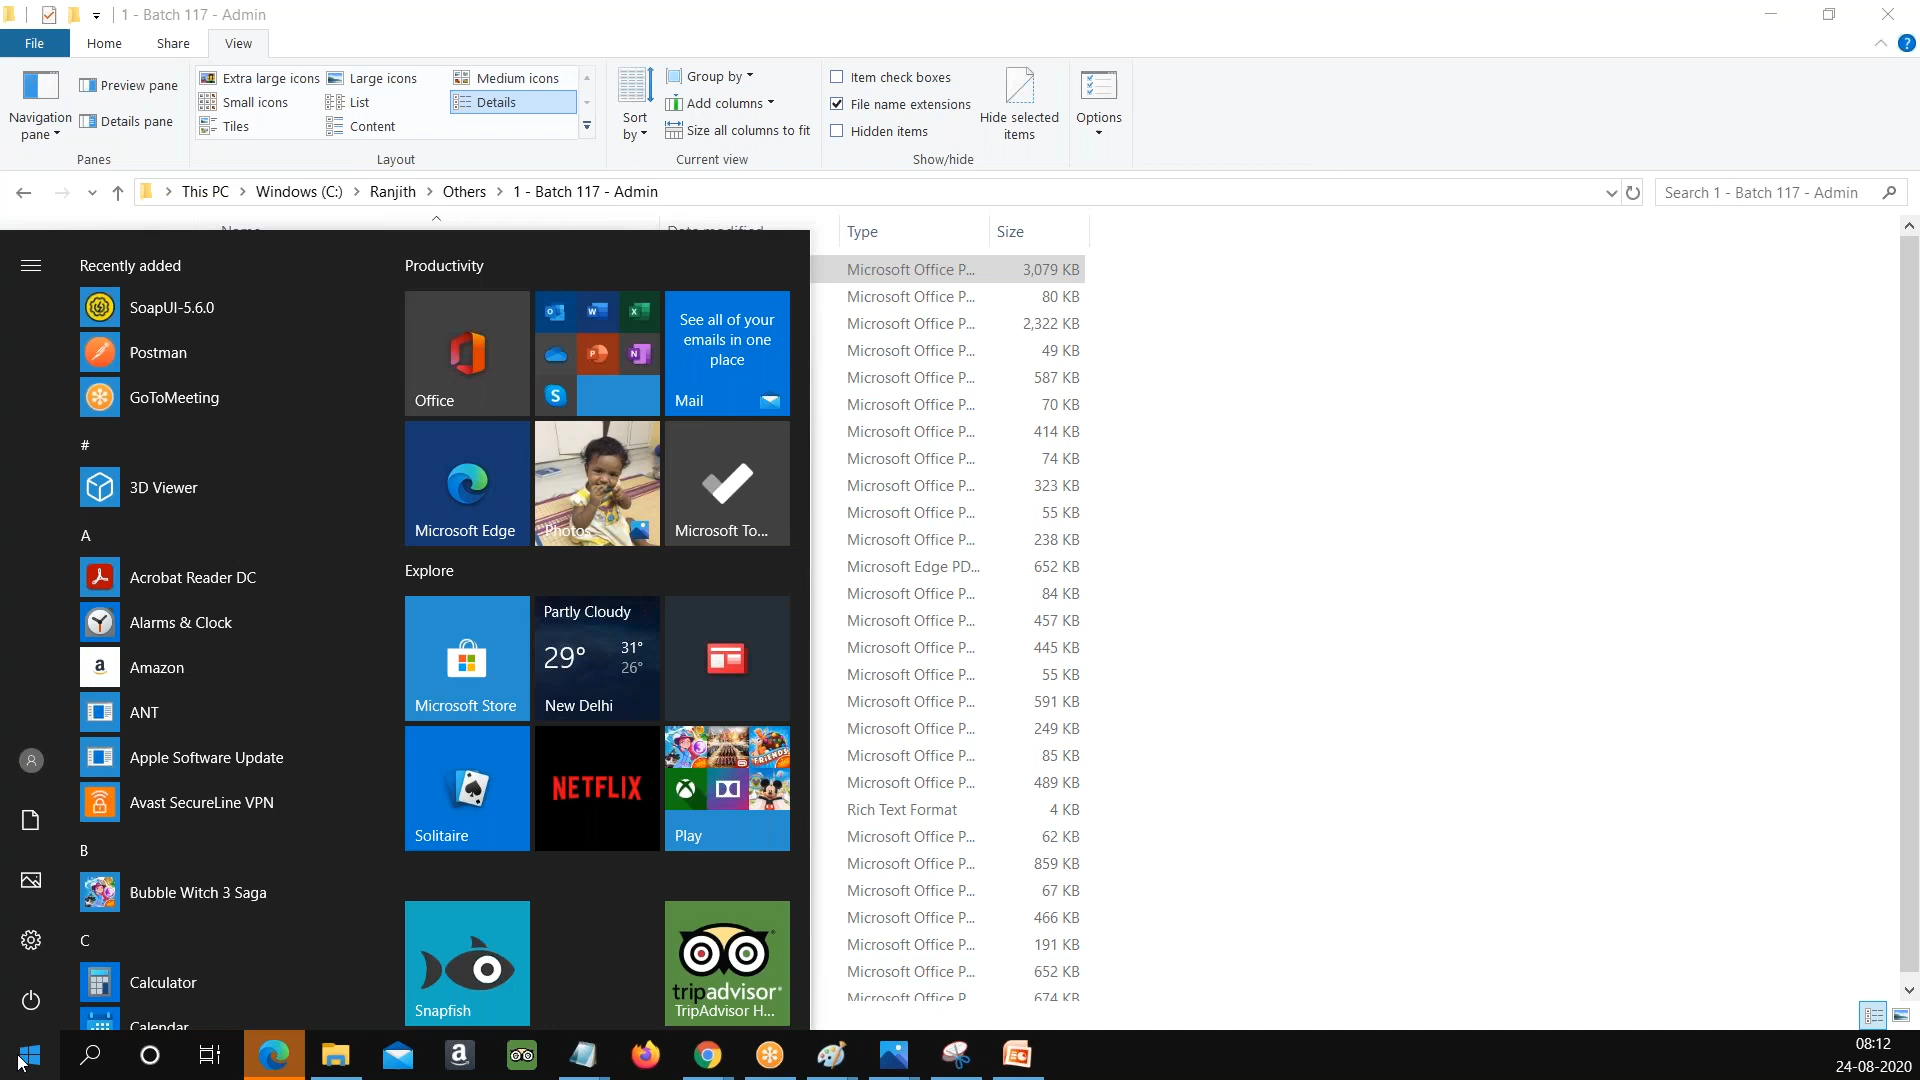 1 - Batch 117 - Admin
File
Home
Share
View
Navigation pane
Preview pane
Details pane
Panes
Extra large icons
Large icons
Medium icons
Small icons
List
Details
Tiles
Content
Layout
Sort by
Group by
Add columns
Size all columns to fit
Current view
Item check boxes
File name extensions
Hidden items
Hide selected items
Show/hide
Options
This PC
Windows (C:)
Ranjith
Others
1 - Batch 117 - Admin
Search 1 - Batch 117 - Admin
Name
Date modified
Type
Size
Microsoft Office P... 3,079 KB
Microsoft Office P... 80 KB
Microsoft Office P... 2,322 KB
Microsoft Office P... 49 KB
Microsoft Office P... 587 KB
Microsoft Office P... 70 KB
Microsoft Office P... 414 KB
Microsoft Office P... 74 KB
Microsoft Office P... 323 KB
Microsoft Office P... 55 KB
Microsoft Office P... 238 KB
Microsoft Edge PD... 652 KB
Microsoft Office P... 84 KB
Microsoft Office P... 457 KB
Microsoft Office P... 445 KB
Microsoft Office P... 55 KB
Microsoft Office P... 591 KB
Microsoft Office P... 249 KB
Microsoft Office P... 85 KB
Microsoft Office P... 489 KB
Rich Text Format 4 KB
Microsoft Office P... 62 KB
Microsoft Office P... 859 KB
Microsoft Office P... 67 KB
Microsoft Office P... 466 KB
Microsoft Office P... 191 KB
Microsoft Office P... 652 KB
Microsoft Office P 674 KB
Recently added
SoapUI-5.6.0
Postman
GoToMeeting
#
3D Viewer
A
Acrobat Reader DC
Alarms & Clock
a
Amazon
ANT
Apple Software Update
Avast SecureLine VPN
B
Bubble Witch 3 Saga
C
Calculator
Calendar
Productivity
Office
See all of your
emails in one
place
Mail
Microsoft Edge
Photos
Microsoft To...
Explore
Microsoft Store
Partly Cloudy
29° 31°
26°
New Delhi
Solitaire
NETFLIX
Play
Snapfish
tripadvisor
TripAdvisor H...
08:12
24-08-2020